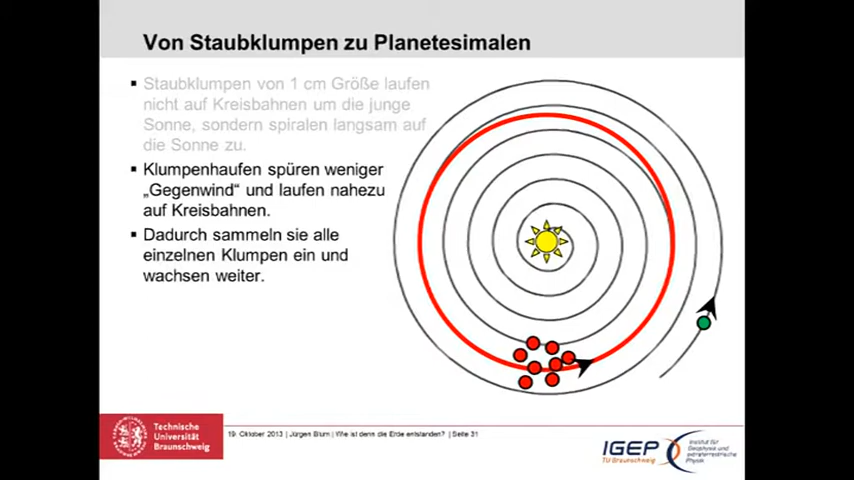 Von Staubklumpen zu Planetesimalen
Staubklumpen von 1 cm Größe laufen
nicht auf Kreisbahnen um die junge
Sonne, sondern spiralen langsam auf
die Sonne zu.
Klumpenhaufen spüren weniger
„Gegenwind“ und laufen nahezu
auf Kreisbahnen.
Dadurch sammeln sie alle
einzelnen Klumpen ein und
wachsen weiter.
Technische
Universität
Braunschweig
19. Oktober 2013 | Jürgen Blum | Wie ist denn die Erde entstanden? | Seite 31
IGEP
TU Braunschweig
Institut für
Geophysik und
extraterrestrische
Physik